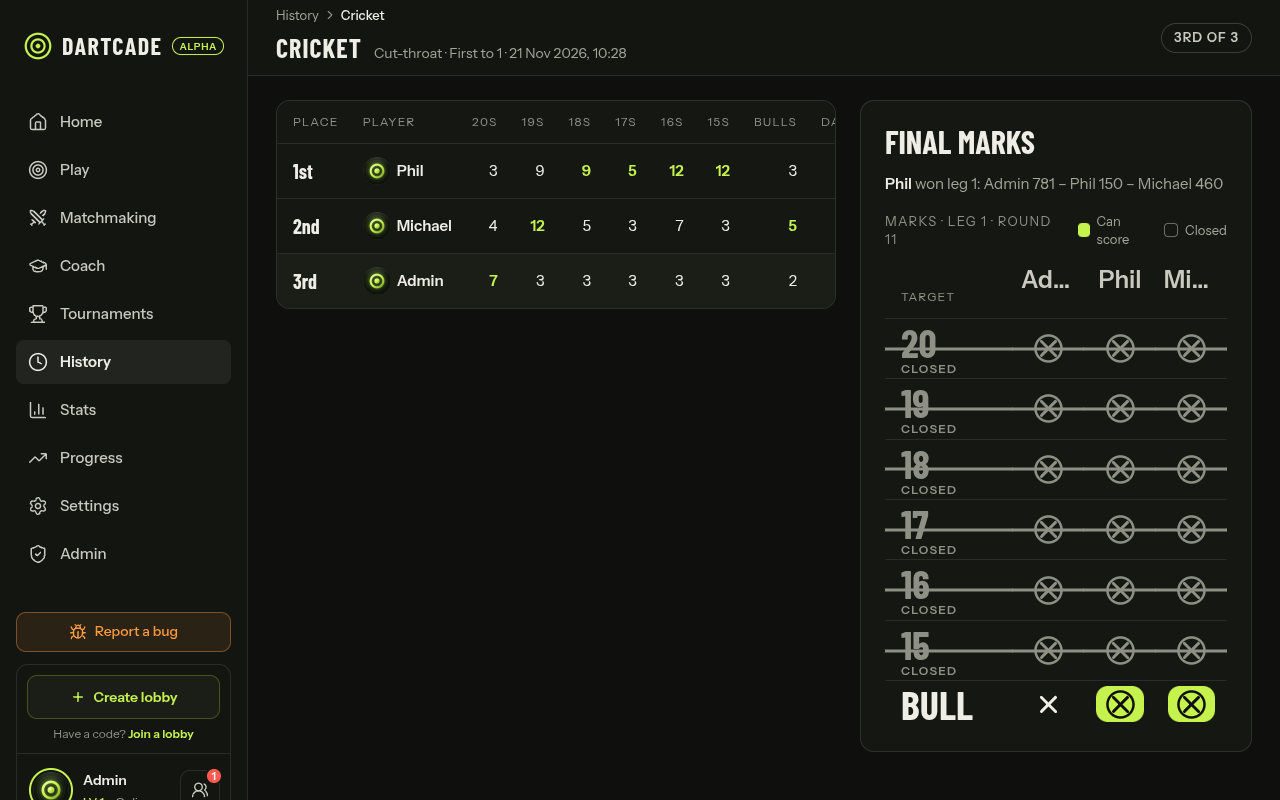 DARTCADE ALPHA
Home
Play
Matchmaking
Coach
Tournaments
History
Stats
Progress
Settings
Admin
Report a bug
Create lobby
Have a code? Join a lobby
Admin
1
History > Cricket
CRICKET Cut-throat · First to 1 · 21 Nov 2026, 10:28
3RD OF 3
PLACE PLAYER 20S 19S 18S 17S 16S 15S BULLS
1st Phil 3 9 9 5 12 12 3
2nd Michael 4 12 5 3 7 3 5
3rd Admin 7 3 3 3 3 3 2
FINAL MARKS
Phil won leg 1: Admin 781 – Phil 150 – Michael 460
MARKS · LEG 1 · ROUND 11
Can score
Closed
TARGET Ad... Phil Mi...
20
CLOSED
19
CLOSED
18
CLOSED
17
CLOSED
16
CLOSED
15
CLOSED
BULL